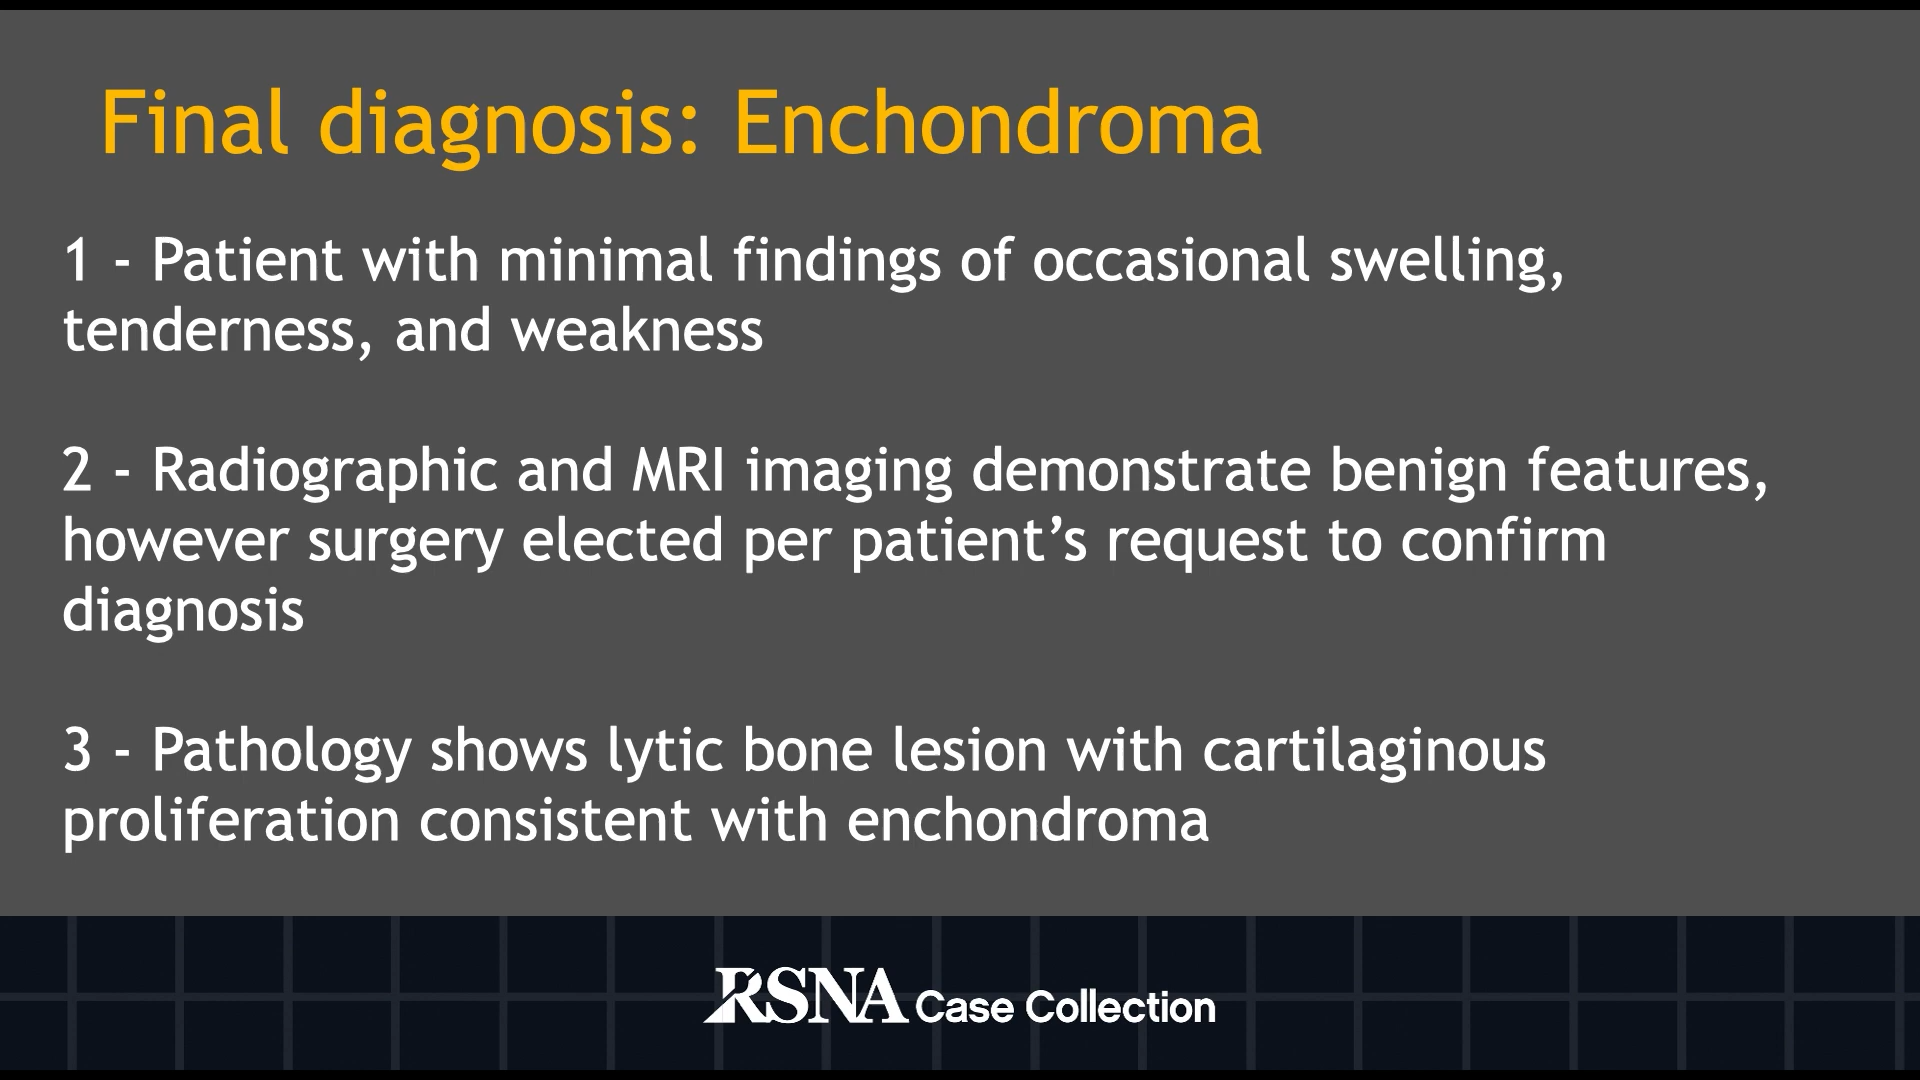 Final diagnosis: Enchondroma
1 - Patient with minimal findings of occasional swelling,
tenderness, and weakness
2 - Radiographic and MRI imaging demonstrate benign features,
however surgery elected per patient’s request to confirm
diagnosis
3 - Pathology shows lytic bone lesion with cartilaginous
proliferation consistent with enchondroma
RSNA Case Collection